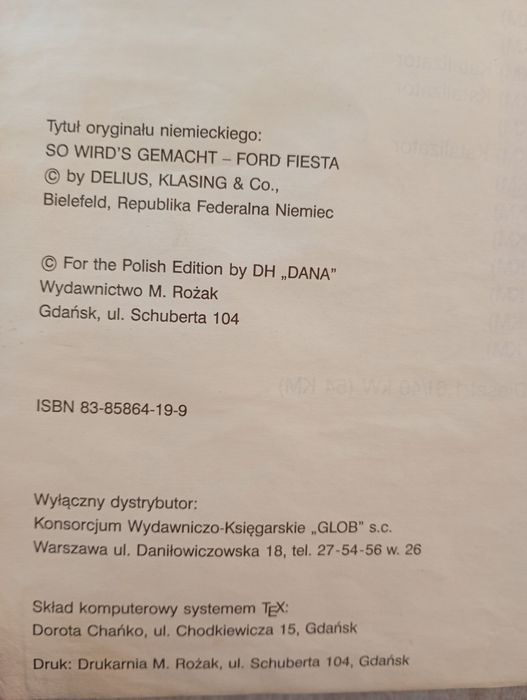 Tytuł oryginału niemieckiego:
SO WIRD'S GEMACHT – FORD FIESTA
© by DELIUS, KLASING & Co.,
Bielefeld, Republika Federalna Niemiec
© For the Polish Edition by DH „DANA”
Wydawnictwo M. Rożak
Gdańsk, ul. Schuberta 104
ISBN 83-85864-19-9
Wyłączny dystrybutor:
Konsorcjum Wydawniczo-Księgarskie „GLOB” s.c.
Warszawa ul. Daniłowiczowska 18, tel. 27-54-56 w. 26
Skład komputerowy systemem TEX:
Dorota Chańko, ul. Chodkiewicza 15, Gdańsk
Druk: Drukarnia M. Rożak, ul. Schuberta 104, Gdańsk